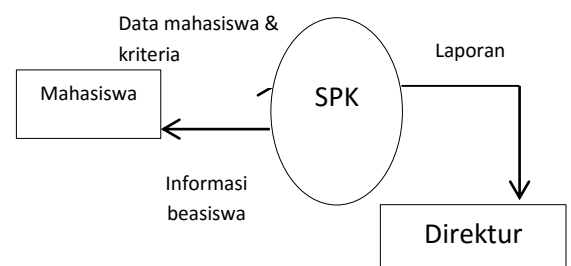 Data mahasiswa &
kriteria
Laporan
Mahasiswa
SPK
Informasi
beasiswa
Direktur